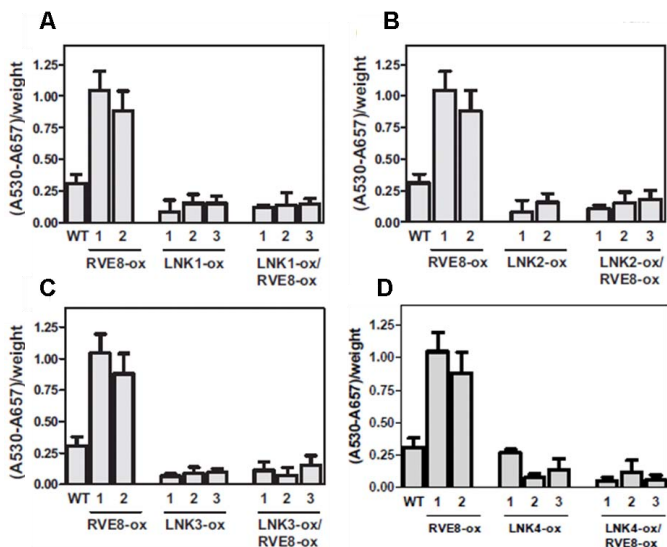 A
(A530-A657)/weight
1.25
1.00
0.75
0.50
0.25
0.00
WT 1 2 1 2 3 1 2 3
RVE8-ox LNK1-ox LNK1-ox/
RVE8-ox
B
(A530-A657)/weight
1.25
1.00
0.75
0.50
0.25
0.00
WT 1 2 1 2 1 2 3
RVE8-ox LNK2-ox LNK2-ox/
RVE8-ox
C
(A530-A657)/weight
1.25
1.00
0.75
0.50
0.25
0.00
WT 1 2 1 2 3 1 2 3
RVE8-ox LNK3-ox LNK3-ox/
RVE8-ox
D
(A530-A657)/weight
1.25
1.00
0.75
0.50
0.25
0.00
WT 1 2 1 2 3 1 2 3
RVE8-ox LNK4-ox LNK4-ox/
RVE8-ox